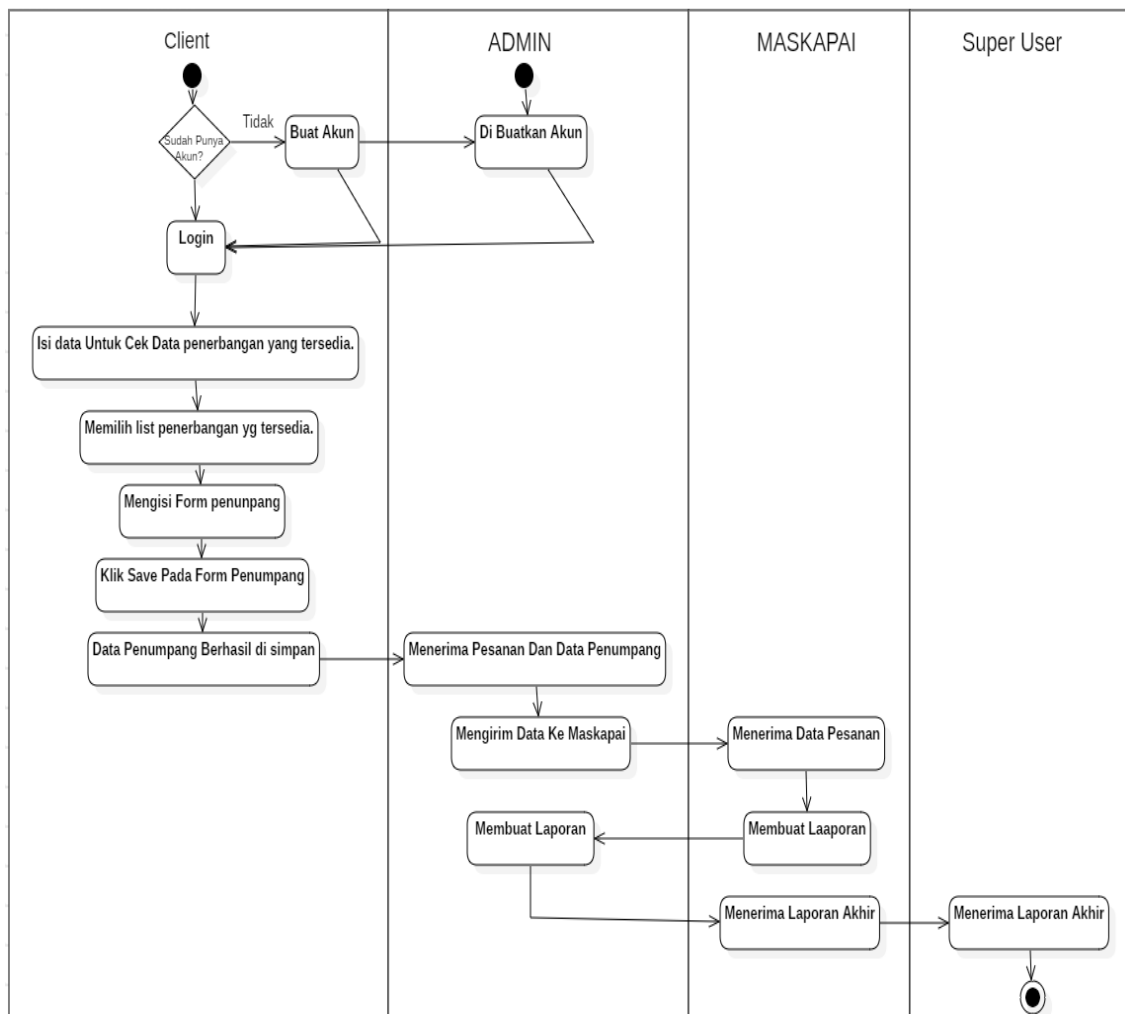 Client
ADMIN
MASKAPAI
Super User
Sudah Punya
Akun?
Tidak
Buat Akun
Di Buatkan Akun
Login
Isi data Untuk Cek Data penerbangan yang tersedia.
Memilih list penerbangan yg tersedia.
Mengisi Form penunpang
Klik Save Pada Form Penumpang
Data Penumpang Berhasil di simpan
Menerima Pesanan Dan Data Penumpang
Mengirim Data Ke Maskapai
Menerima Data Pesanan
Membuat Laporan
Membuat Laaporan
Menerima Laporan Akhir
Menerima Laporan Akhir